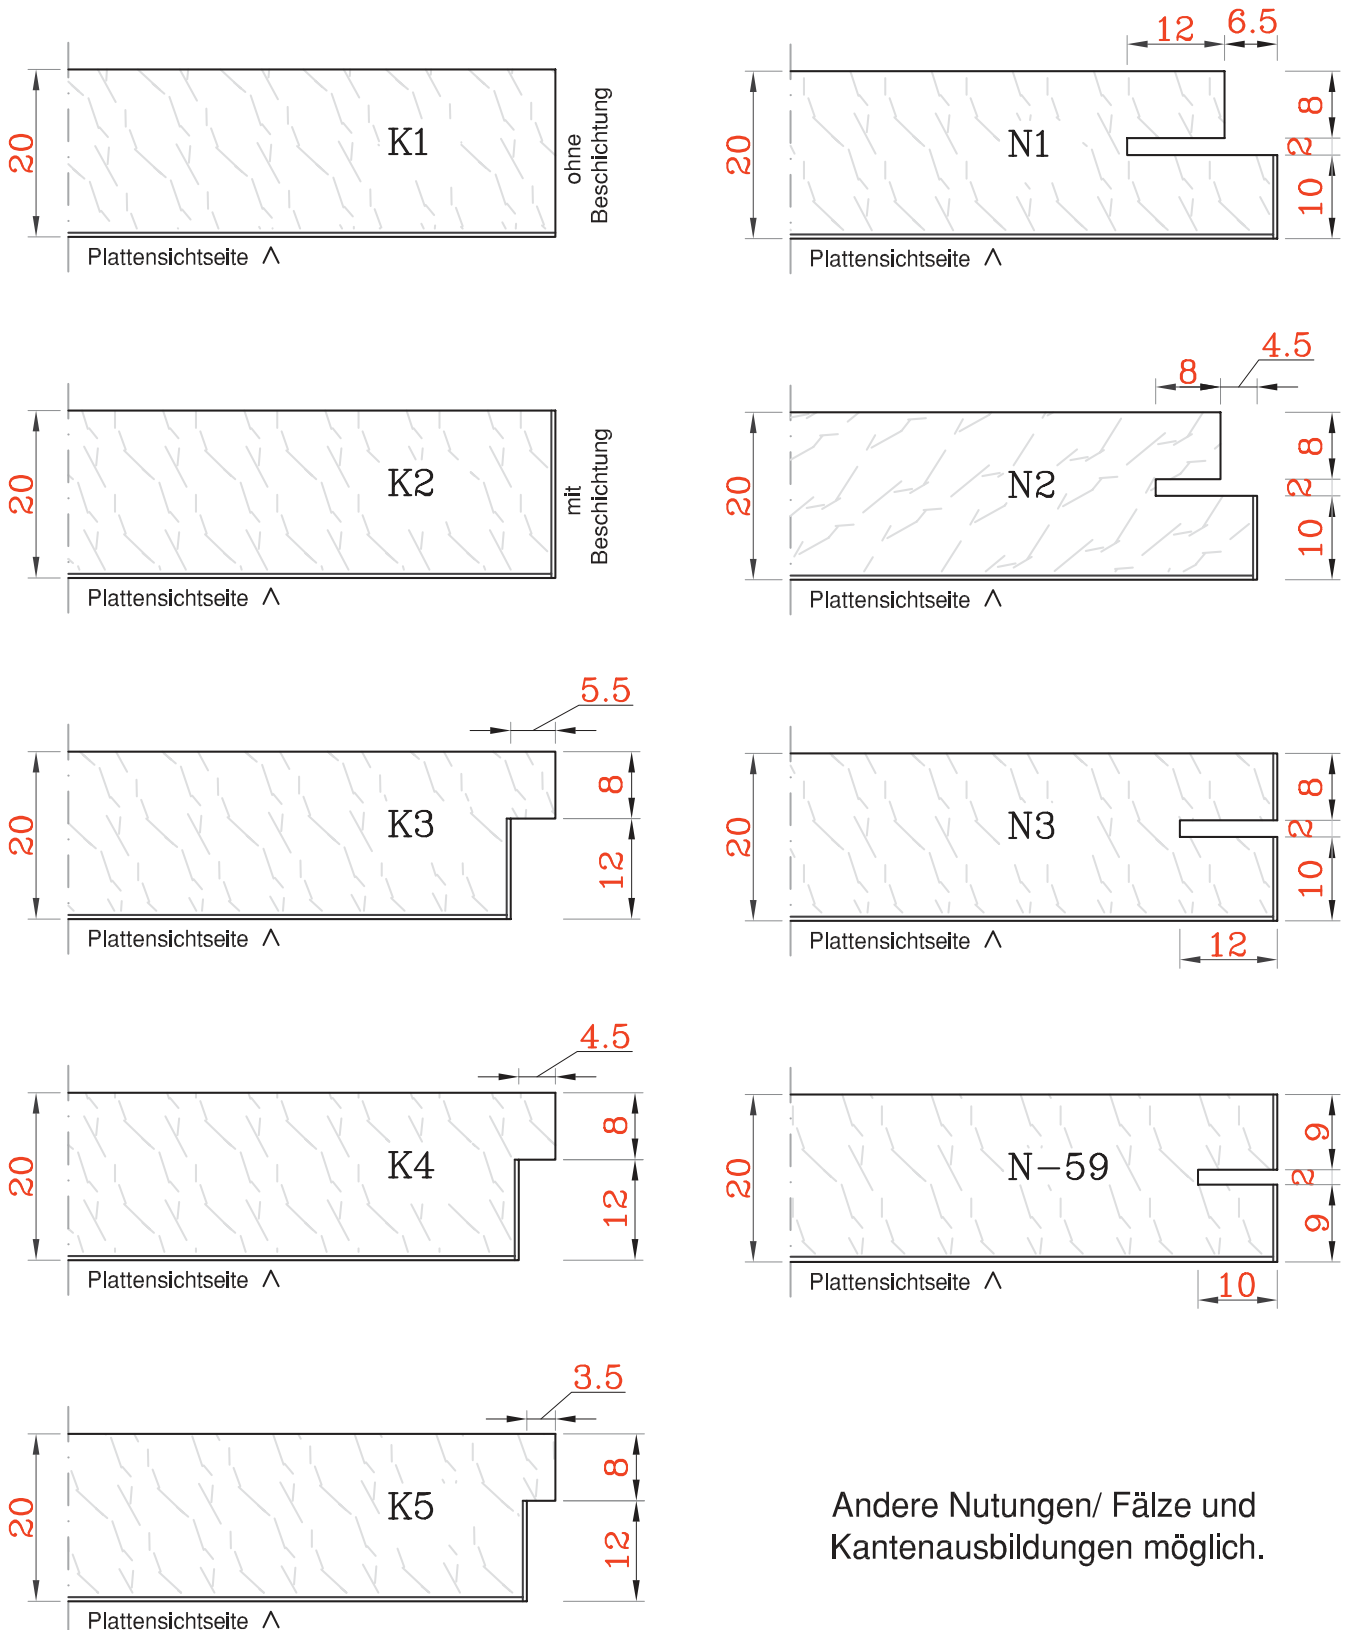 20
K1
ohne
Beschichtung
Plattensichtseite
12 6.5
20
N1
8
2
10
Plattensichtseite
20
K2
mit
Beschichtung
Plattensichtseite
4.5
8
20
N2
8
2
10
Plattensichtseite
5.5
20
K3
8
12
Plattensichtseite
20
N3
8
2
10
12
Plattensichtseite
4.5
20
K4
8
12
Plattensichtseite
20
N-59
9
2
9
10
Plattensichtseite
3.5
20
K5
8
12
Plattensichtseite
Andere Nutungen/ Fälze und
Kantenausbildungen möglich.